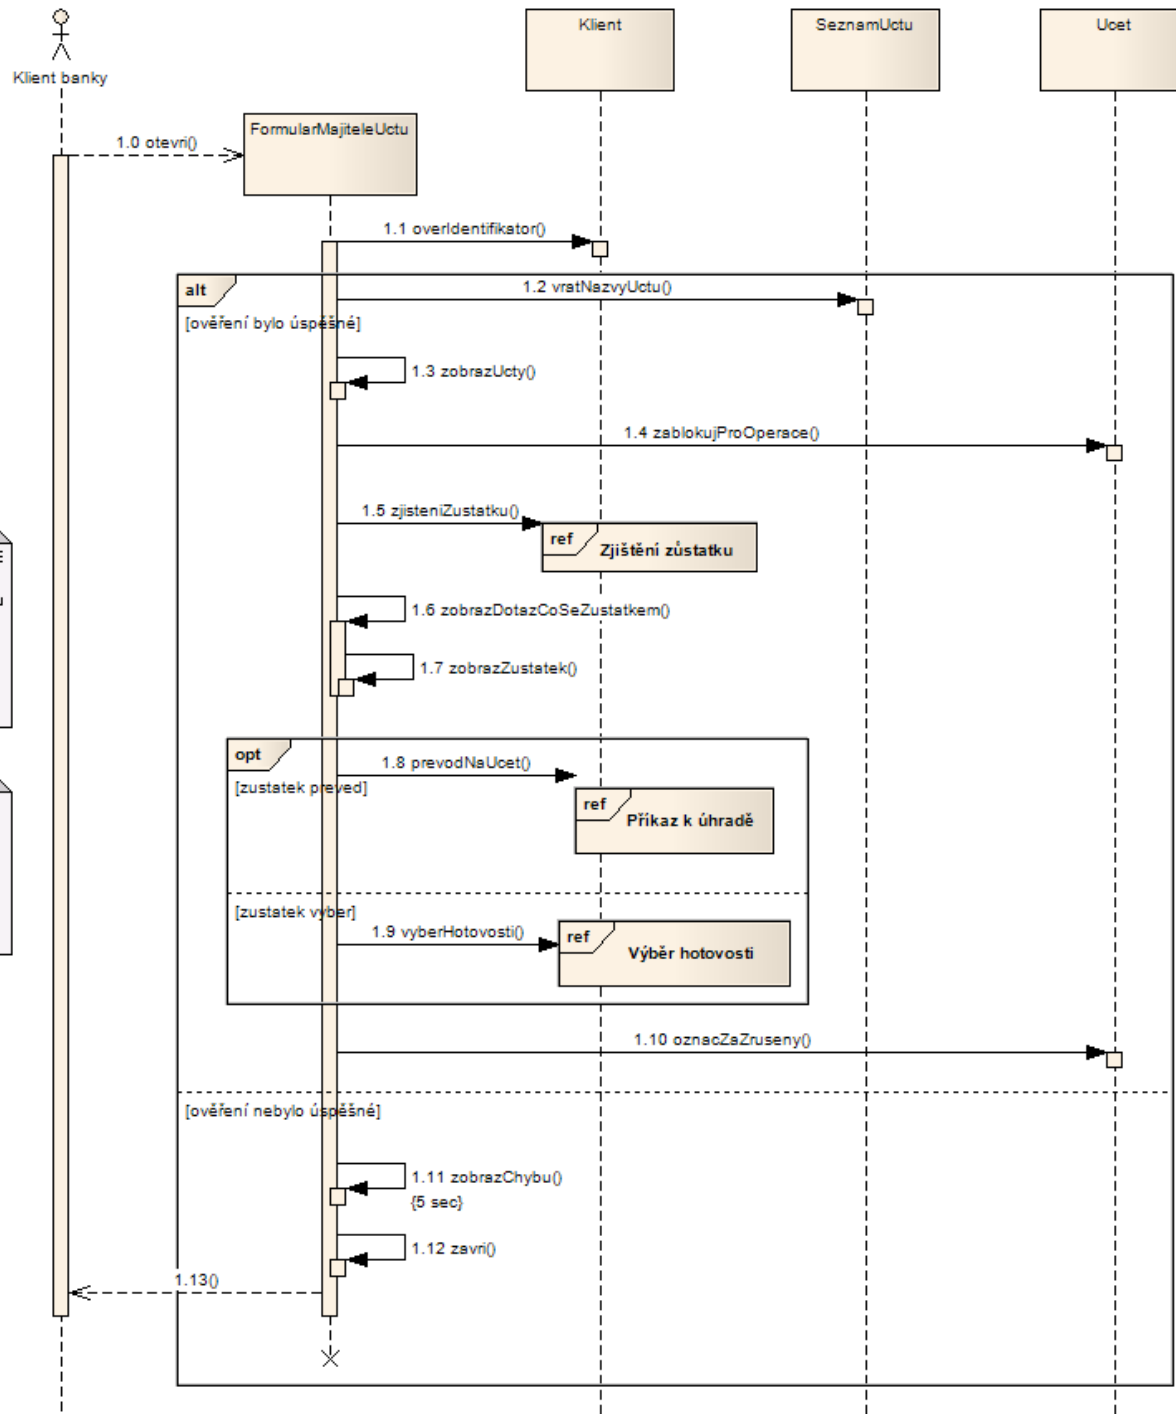 Klient
SeznamUctu
Ucet
Klient banky
FormularMajiteleUctu
1.0 otevri()
1.1 overIdentifikator()
alt
1.2 vratNazvyUctu()
[ověření bylo úspěšné]
1.3 zobrazUcty()
1.4 zablokujProOperace()
1.5 zjisteniZustatku()
ref
Zjištění zůstatku
1.6 zobrazDotazCoSeZustatkem()
1.7 zobrazZustatek()
opt
1.8 prevodNaUcet()
[zustatek preved]
ref
Příkaz k úhradě
[zustatek vyber]
1.9 vyberHotovosti()
ref
Výběr hotovosti
1.10 oznacZaZruseny()
[ověření nebylo úspěšné]
1.11 zobrazChybu()
{5 sec}
1.12 zavri()
1.13()